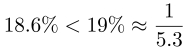 18.6% < 19% ≈ 1/5.3